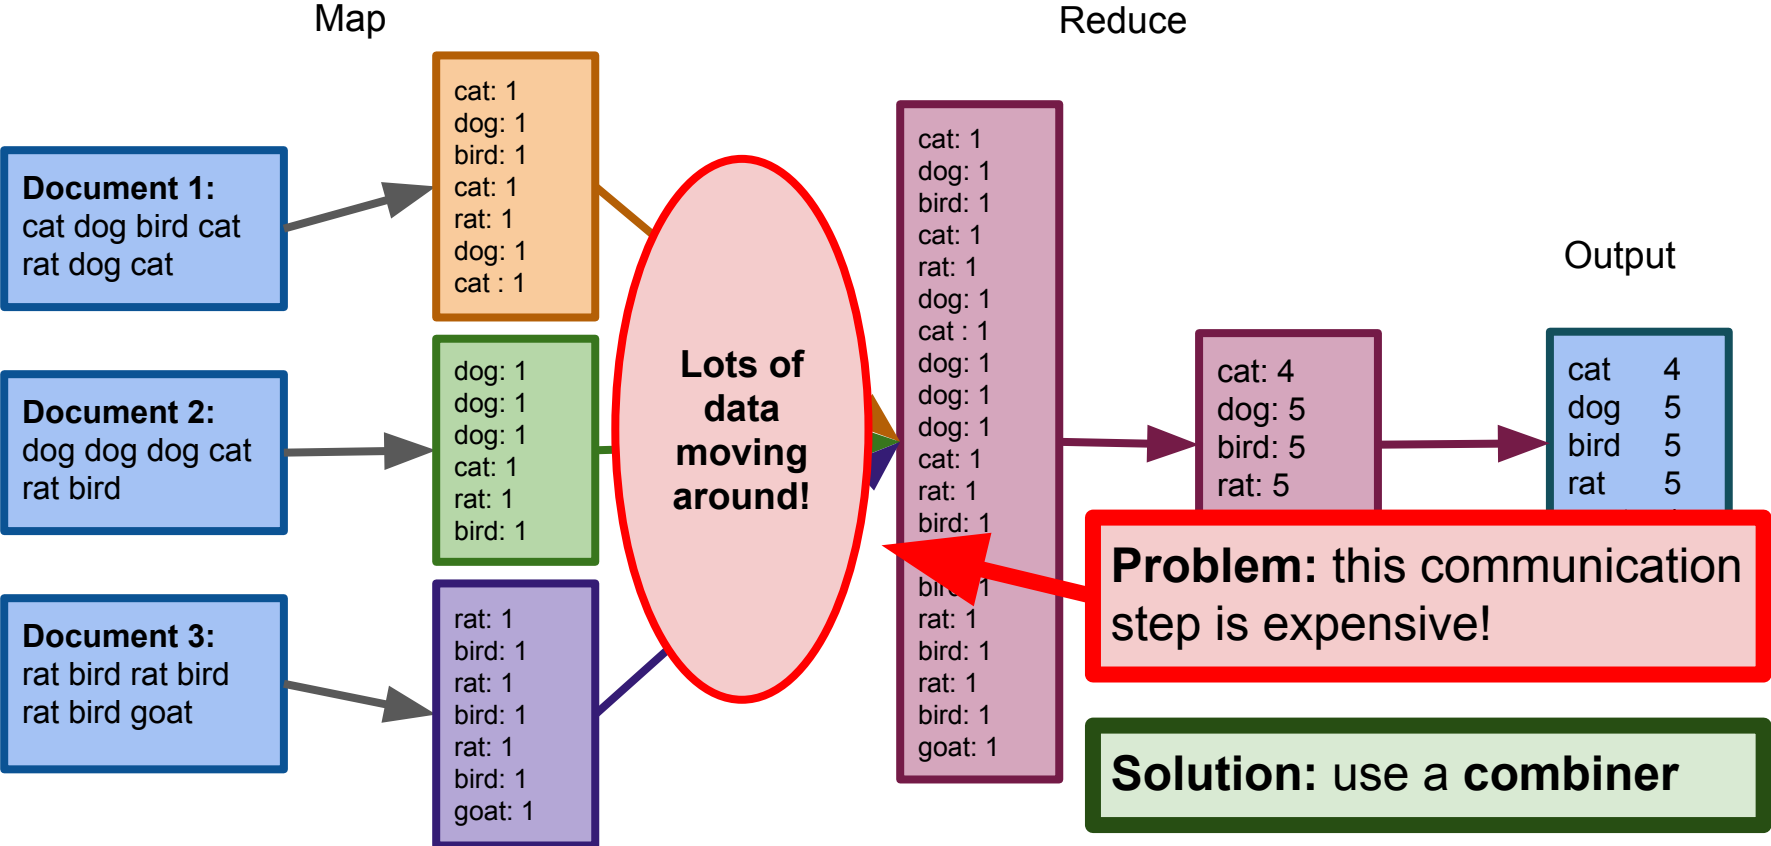 Map
Reduce
Document 1:
cat dog bird cat
rat dog cat
Document 2:
dog dog dog cat
rat bird
Document 3:
rat bird rat bird
rat bird goat
cat: 1
dog: 1
bird: 1
cat: 1
rat: 1
dog: 1
cat : 1
dog: 1
dog: 1
dog: 1
cat: 1
rat: 1
bird: 1
rat: 1
bird: 1
rat: 1
bird: 1
rat: 1
bird: 1
goat: 1
Lots of
data
moving
around!
cat: 1
dog: 1
bird: 1
cat: 1
rat: 1
dog: 1
cat : 1
dog: 1
dog: 1
dog: 1
cat: 1
rat: 1
bird: 1
bird: 1
rat: 1
bird: 1
rat: 1
bird: 1
goat: 1
cat: 4
dog: 5
bird: 5
rat: 5
Output
cat 4
dog 5
bird 5
rat 5
Problem: this communication
step is expensive!
Solution: use a combiner